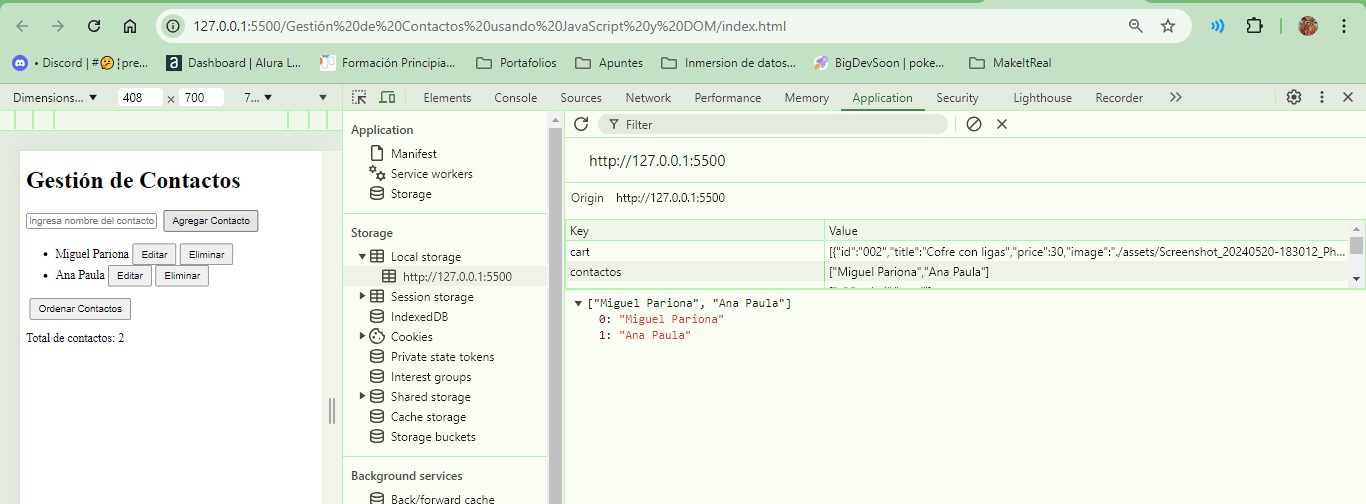 127.0.0.1:5500/Gestión%20de%20Contactos%20usando%20JavaScript%20y%20DOM/index.html
• Discord | #🤔¦pre...
Dashboard | Alura L...
Formación Principia...
Portafolios
Apuntes
Inmersion de datos...
BigDevSoon | poke...
MakeItReal
Dimensions...
408 × 700
7...
Elements
Console
Sources
Network
Performance
Memory
Application
Security
Lighthouse
Recorder
Gestión de Contactos
Ingresa nombre del contacto
Agregar Contacto
• Miguel Pariona Editar Eliminar
• Ana Paula Editar Eliminar
Ordenar Contactos
Total de contactos: 2
Application
Manifest
Service workers
Storage
Storage
Local storage
http://127.0.0.1:5500
Session storage
IndexedDB
Cookies
Private state tokens
Interest groups
Shared storage
Cache storage
Storage buckets
Background services
Back/forward cache
Filter
http://127.0.0.1:5500
Origin http://127.0.0.1:5500
Key Value
cart [{"id":"002","title":"Cofre con ligas","price":30,"image":"./assets/Screenshot_20240520-183012_Ph...
contactos ["Miguel Pariona","Ana Paula"]
["Miguel Pariona", "Ana Paula"]
0: "Miguel Pariona"
1: "Ana Paula"